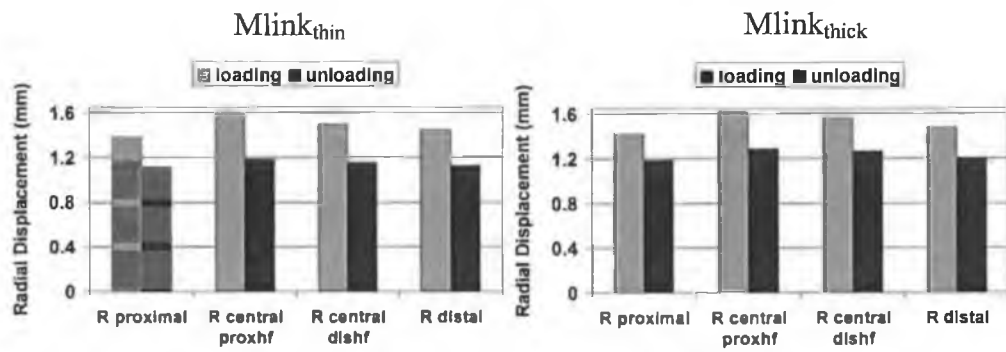 Mlinkthin
loading unloading
Radial Displacement (mm)
1.6
1.2
0.8
0.4
0
R proximal R central proxhf R central dishf R distal
Mlinkthick
loading unloading
Radial Displacement (mm)
1.6
1.2
0.8
0.4
0
R proximal R central proxhf R central dishf R distal